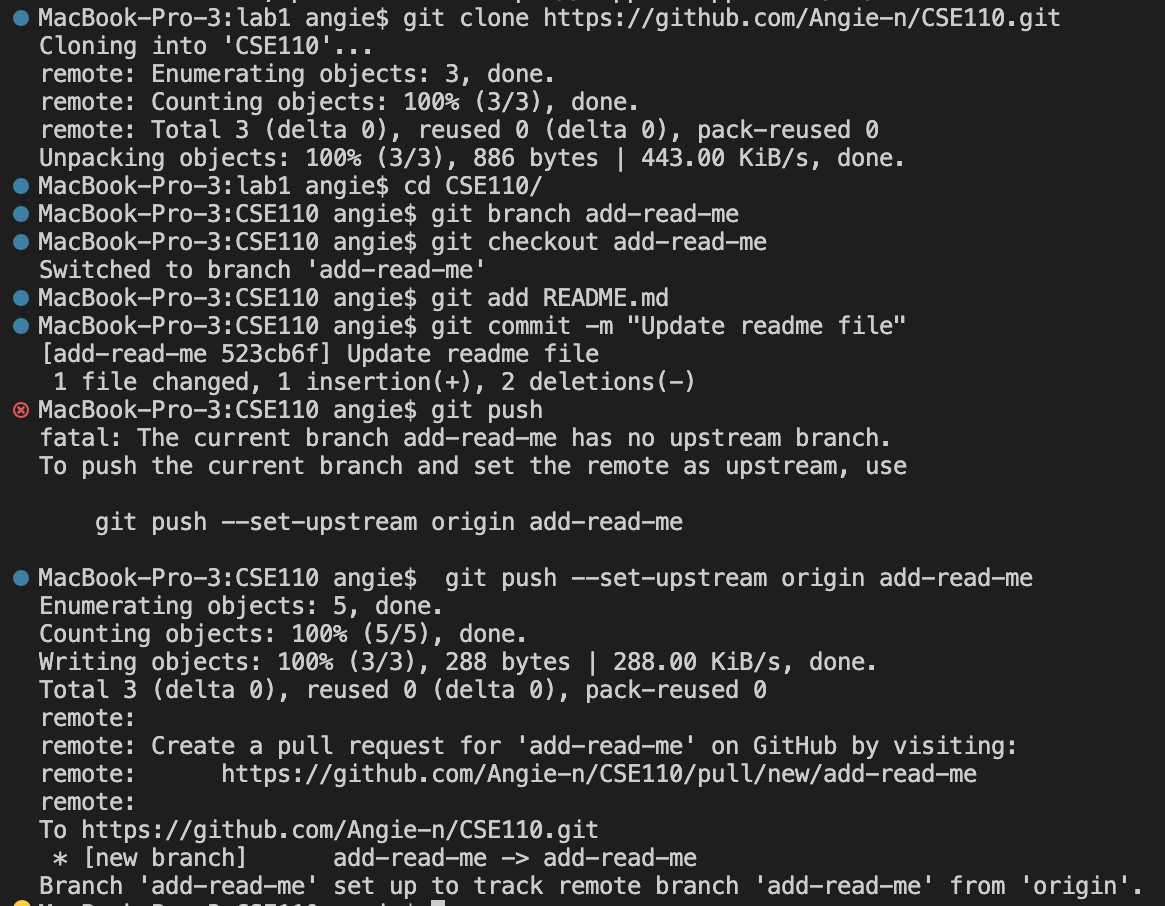 MacBook-Pro-3:lab1 angie$ git clone https://github.com/Angie-n/CSE110.git
Cloning into 'CSE110'...
remote: Enumerating objects: 3, done.
remote: Counting objects: 100% (3/3), done.
remote: Total 3 (delta 0), reused 0 (delta 0), pack-reused 0
Unpacking objects: 100% (3/3), 886 bytes | 443.00 KiB/s, done.
MacBook-Pro-3:lab1 angie$ cd CSE110/
MacBook-Pro-3:CSE110 angie$ git branch add-read-me
MacBook-Pro-3:CSE110 angie$ git checkout add-read-me
Switched to branch 'add-read-me'
MacBook-Pro-3:CSE110 angie$ git add README.md
MacBook-Pro-3:CSE110 angie$ git commit -m "Update readme file"
[add-read-me 523cb6f] Update readme file
 1 file changed, 1 insertion(+), 2 deletions(-)
MacBook-Pro-3:CSE110 angie$ git push
fatal: The current branch add-read-me has no upstream branch.
To push the current branch and set the remote as upstream, use

    git push --set-upstream origin add-read-me

MacBook-Pro-3:CSE110 angie$  git push --set-upstream origin add-read-me
Enumerating objects: 5, done.
Counting objects: 100% (5/5), done.
Writing objects: 100% (3/3), 288 bytes | 288.00 KiB/s, done.
Total 3 (delta 0), reused 0 (delta 0), pack-reused 0
remote:
remote: Create a pull request for 'add-read-me' on GitHub by visiting:
remote:      https://github.com/Angie-n/CSE110/pull/new/add-read-me
remote:
To https://github.com/Angie-n/CSE110.git
 * [new branch]      add-read-me -> add-read-me
Branch 'add-read-me' set up to track remote branch 'add-read-me' from 'origin'.